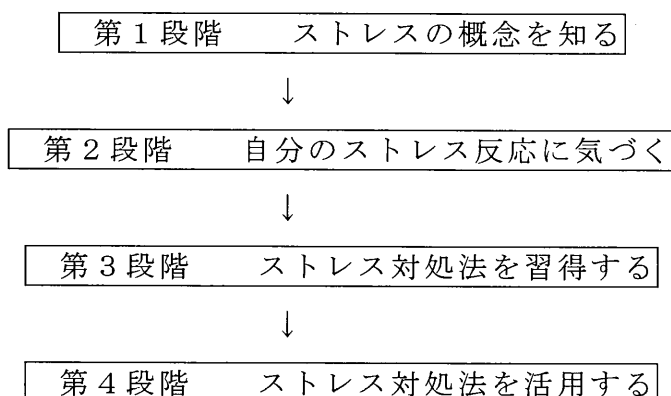 第１段階　　ストレスの概念を知る
↓
第２段階　　自分のストレス反応に気づく
↓
第３段階　　ストレス対処法を習得する
↓
第４段階　　ストレス対処法を活用する